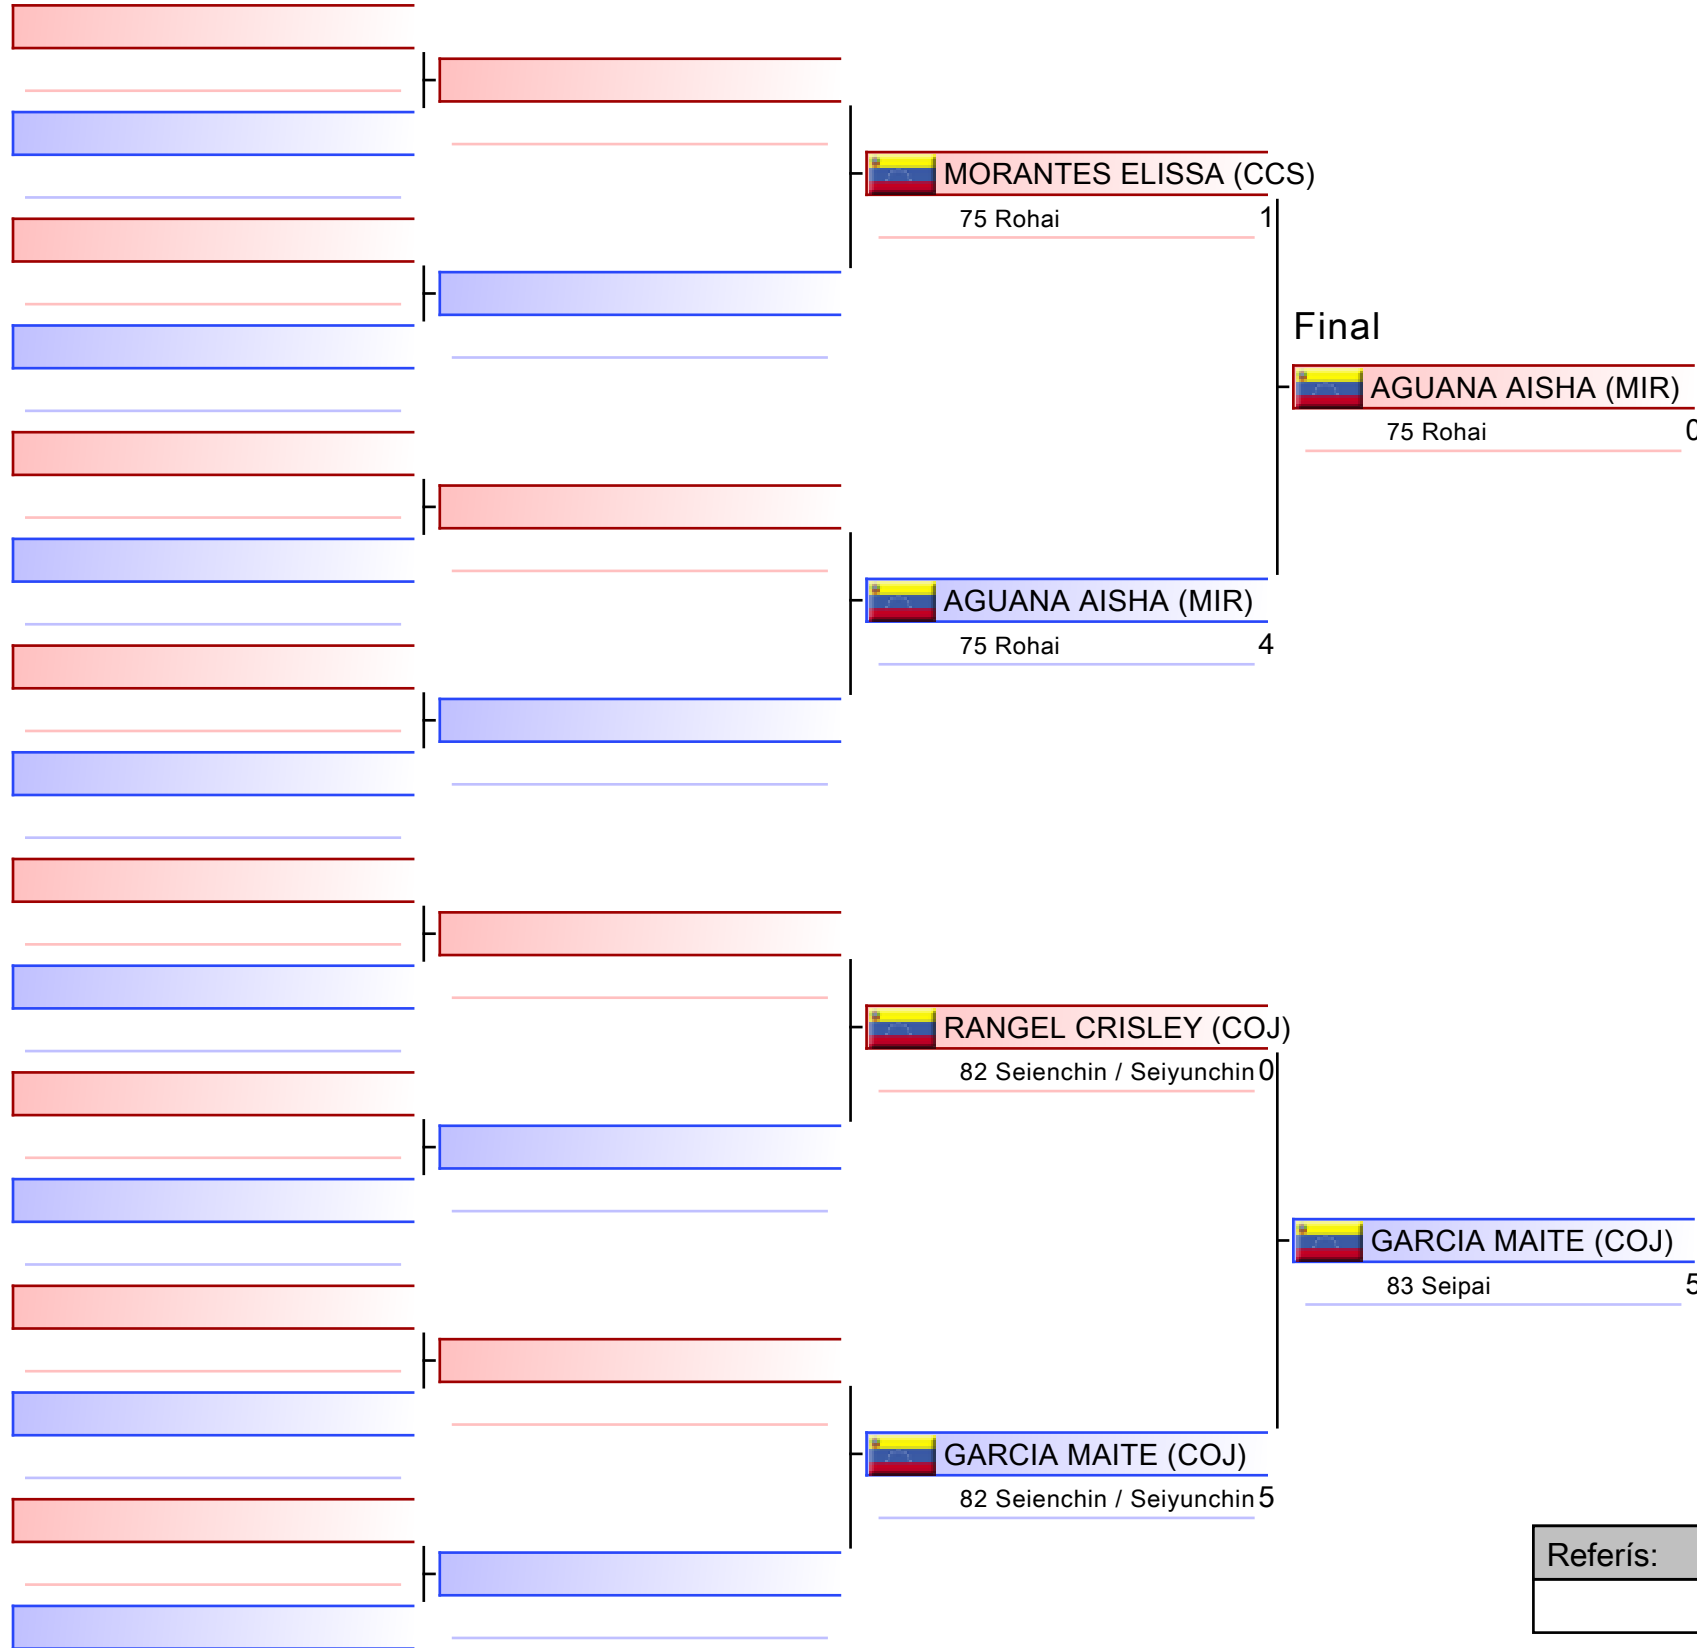 MORANTES ELISSA (CCS)
75 Rohai 1
Final
AGUANA AISHA (MIR)
75 Rohai 0
AGUANA AISHA (MIR)
75 Rohai 4
RANGEL CRISLEY (COJ)
82 Seienchin / Seiyunchin 0
GARCIA MAITE (COJ)
83 Seipai 5
GARCIA MAITE (COJ)
82 Seienchin / Seiyunchin 5
Referís: